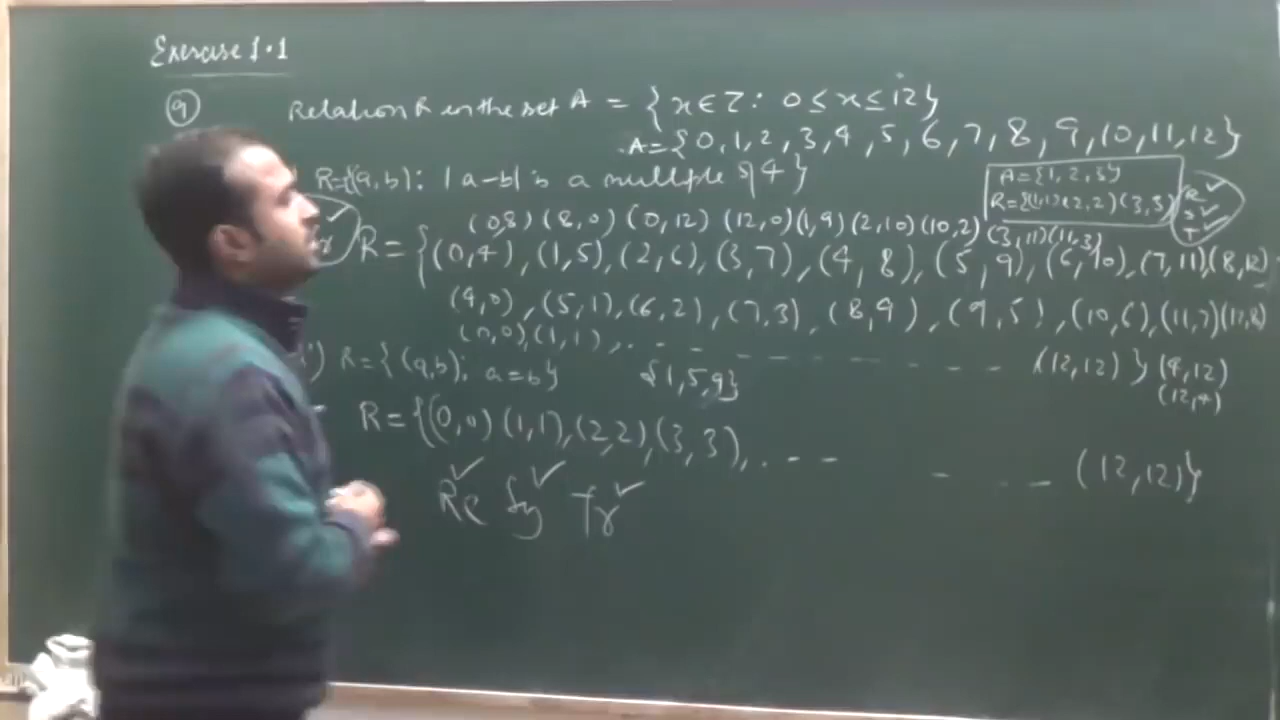 Exercise 1.1
9 Relation R in the set A = {x ∈ Z : 0 ≤ x ≤ 12}
A = {0, 1, 2, 3, 4, 5, 6, 7, 8, 9, 10, 11, 12}
R = {(a, b) : |a-b| is a multiple of 4}
A = {1, 2, 3}
R = {(1,1)(2,2)(3,3)
R ✓
S ✓
T ✓
(0,8) (8,0) (0,12) (12,0) (1,9) (2,10) (10,2) (3,11) (11,3)
R = {(0,4), (1,5), (2,6), (3,7), (4,8), (5,9), (6,10), (7,11) (8,12)
(4,0), (5,1), (6,2), (7,3), (8,4), (9,5), (10,6), (11,7) (12,8)
(0,0), (1,1), . - - - - - - - - - - - (12,12)} (4,12)
(12,4)
) R = {(a,b) : a = b} {1,5,9}
R = {(0,0) (1,1), (2,2), (3,3), . - - - . - - (12,12)}
Re ✓ Sy ✓ Tr ✓